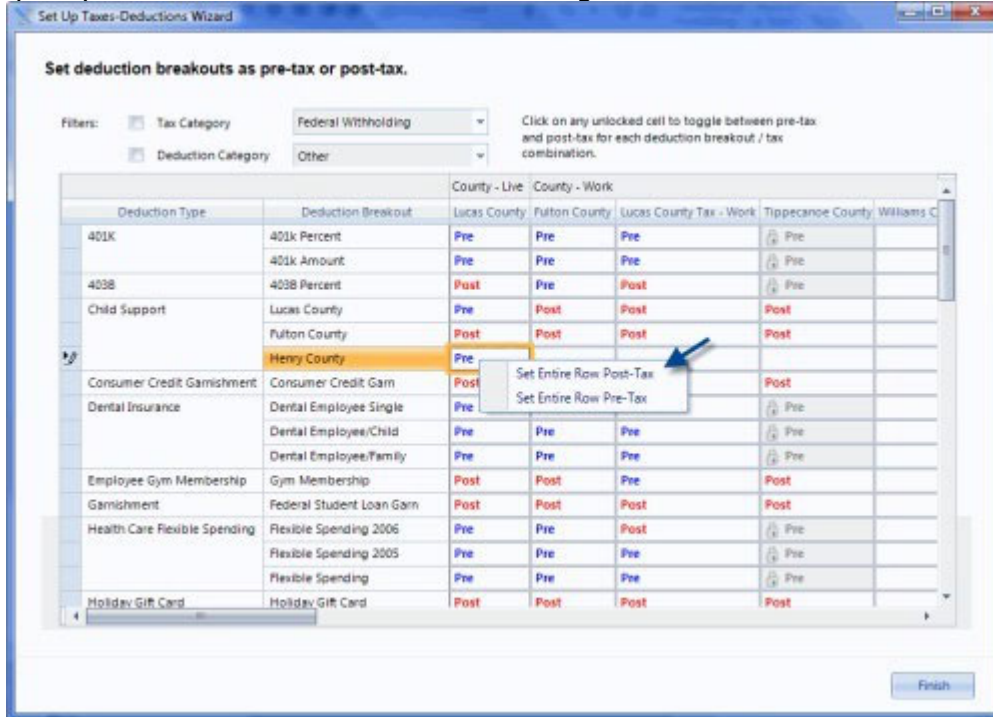 Set Up Taxes-Deductions Wizard
Set deduction breakouts as pre-tax or post-tax.
Filters: Tax Category Federal Withholding Click on any unlocked cell to toggle between pre-tax
and post-tax for each deduction breakout / tax
Deduction Category Other combination.
County - Live County - Work
Deduction Type Deduction Breakout Lucas County Fulton County Lucas County Tax - Work Tippecanoe County Williams C
401K 401k Percent Pre Pre Pre Pre
401k Amount Pre Pre Pre Pre
403B 403B Percent Post Pre Post Pre
Child Support Lucas County Pre Post Post Post
Fulton County Post Post Post Post
Henry County Pre
Set Entire Row Post-Tax
Consumer Credit Garnishment Consumer Credit Garn Post Post
Set Entire Row Pre-Tax
Dental Insurance Dental Employee Single Pre Pre
Dental Employee/Child Pre Pre Pre Pre
Dental Employee/Family Pre Pre Pre Pre
Employee Gym Membership Gym Membership Post Post Pre Post
Garnishment Federal Student Loan Garn Post Post Post Post
Health Care Flexible Spending Flexible Spending 2006 Pre Pre Post Pre
Flexible Spending 2005 Pre Pre Pre Pre
Flexible Spending Pre Pre Pre Pre
Holiday Gift Card Holiday Gift Card Post Post Post Post
Finish